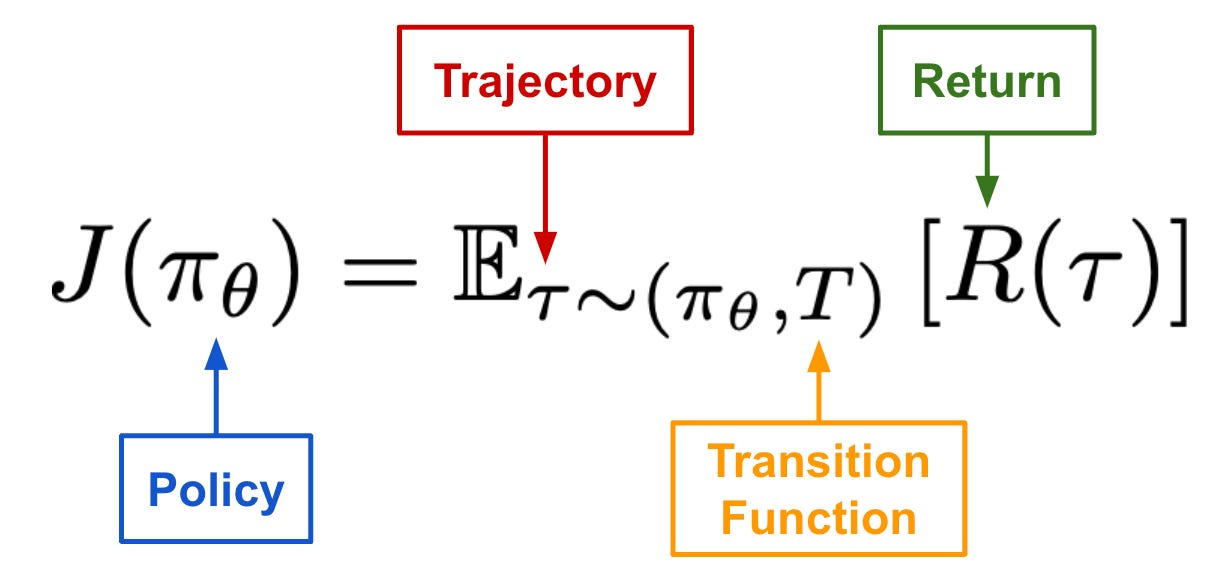 Trajectory
Return
J(π_θ) = 𝔼_{τ∼(π_θ,T)} [R(τ)]
Policy
Transition
Function